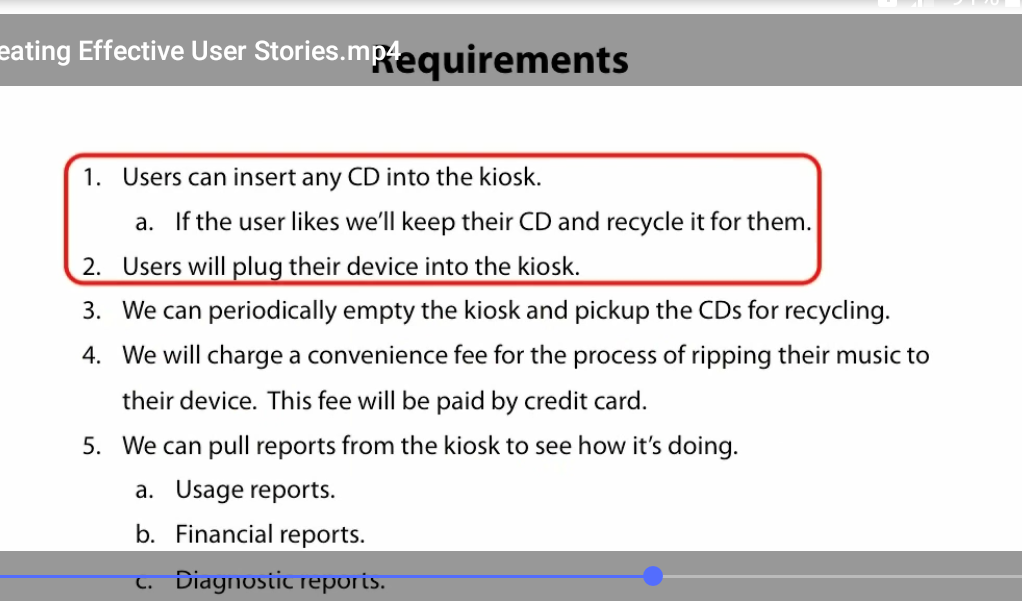 eating Effective User Stories.mp4
Requirements
1. Users can insert any CD into the kiosk.
a. If the user likes we'll keep their CD and recycle it for them.
2. Users will plug their device into the kiosk.
3. We can periodically empty the kiosk and pickup the CDs for recycling.
4. We will charge a convenience fee for the process of ripping their music to
their device. This fee will be paid by credit card.
5. We can pull reports from the kiosk to see how it's doing.
a. Usage reports.
b. Financial reports.
c. Diagnostic reports.